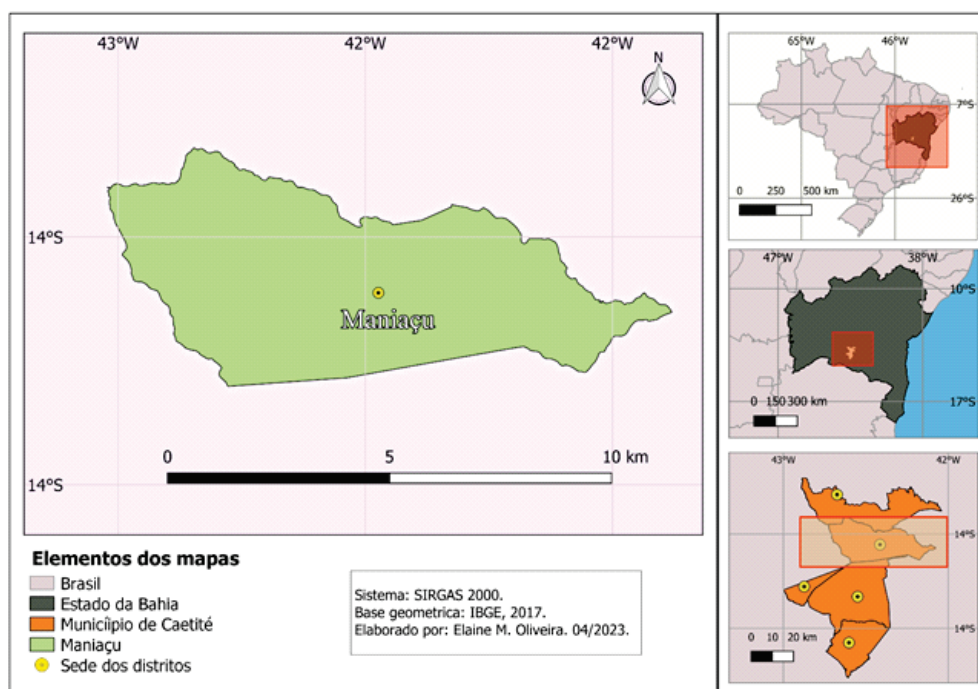 43°W 42°W 42°W
N
14°S
Maniaçu
0 5 10 km
14°S
Elementos dos mapas
Brasil
Estado da Bahia
Municíipio de Caetité
Maniaçu
Sede dos distritos
Sistema: SIRGAS 2000.
Base geometrica: IBGE, 2017.
Elaborado por: Elaine M. Oliveira. 04/2023.
65°W 46°W
7°S
0 250 500 km
26°S
47°W 38°W
10°S
0 150 300 km
17°S
43°W 42°W
14°S
14°S
0 10 20 km